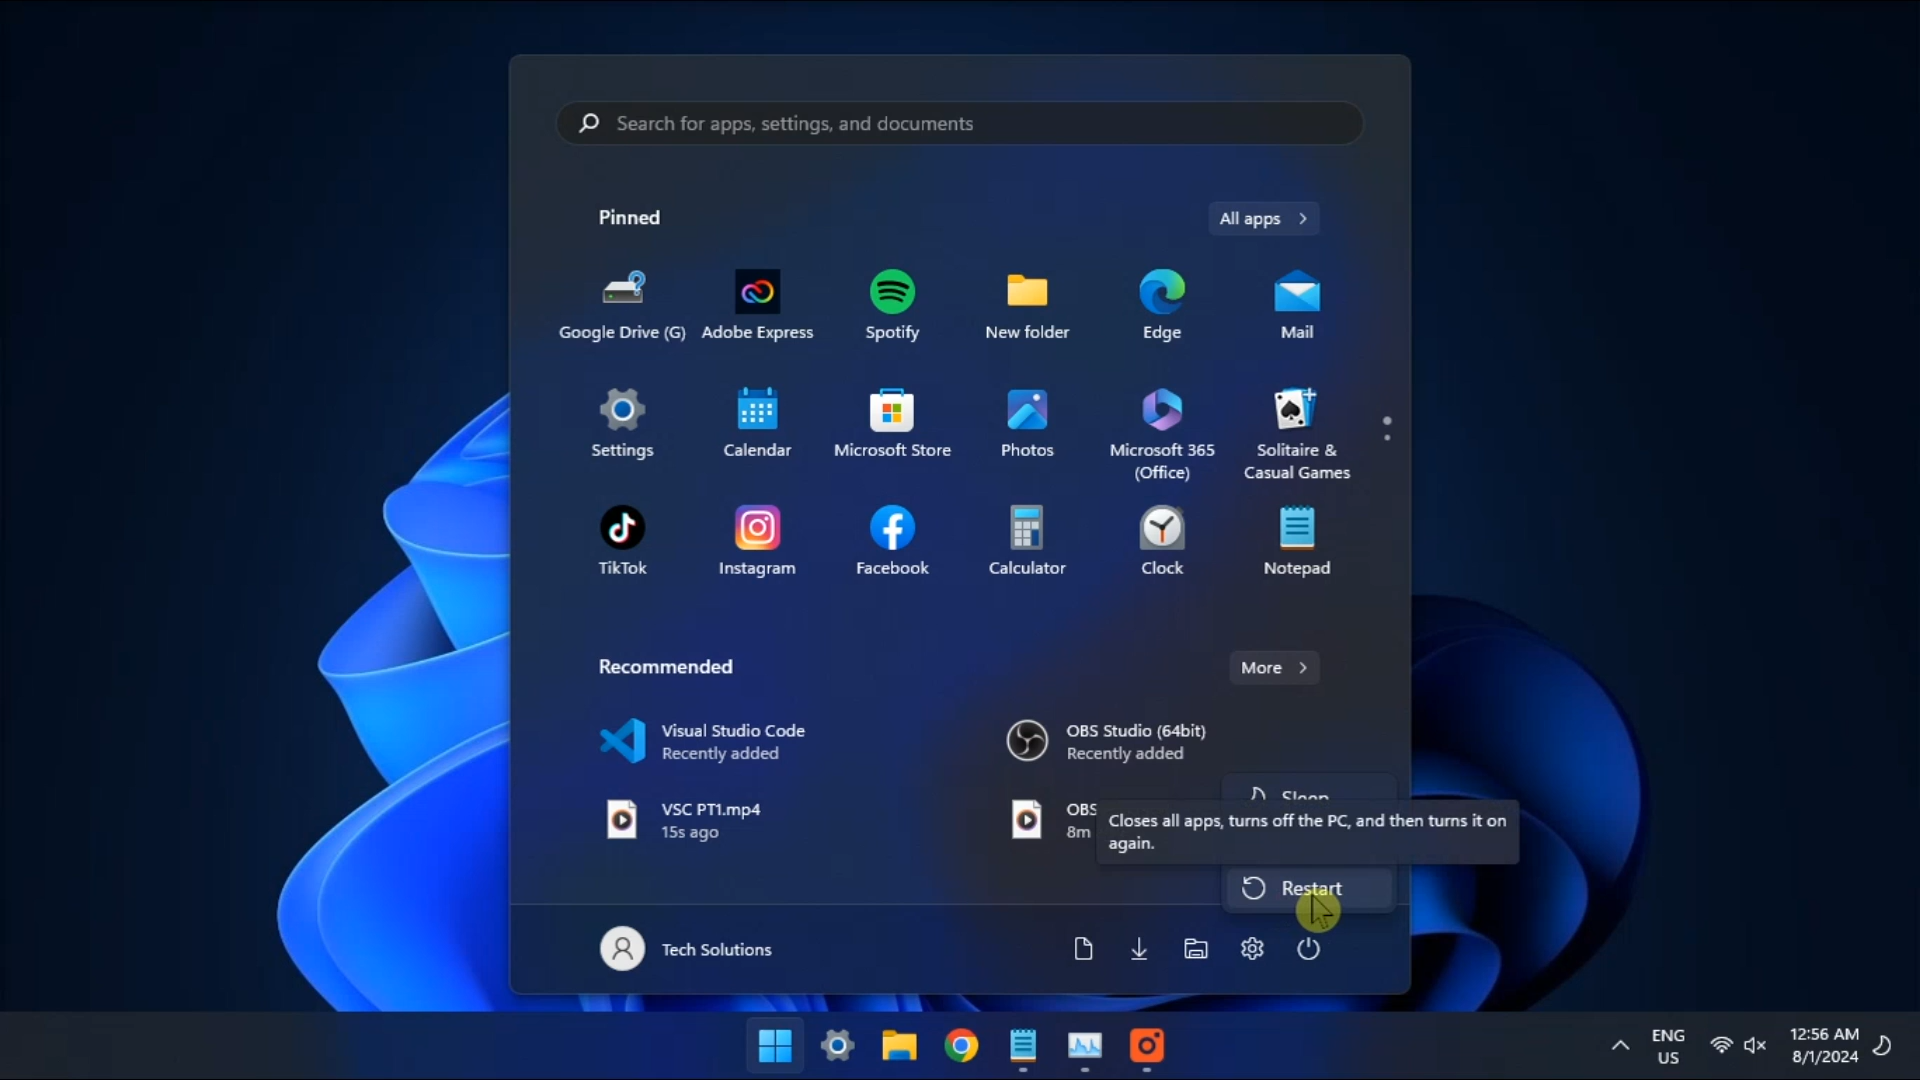 Search for apps, settings, and documents
Pinned
All apps
Google Drive (G)
Adobe Express
Spotify
New folder
Edge
Mail
Settings
Calendar
Microsoft Store
Photos
Microsoft 365
(Office)
Solitaire &
Casual Games
TikTok
Instagram
Facebook
Calculator
Clock
Notepad
Recommended
More
Visual Studio Code
Recently added
OBS Studio (64bit)
Recently added
VSC PT1.mp4
15s ago
OBS
8m
Sleep
Closes all apps, turns off the PC, and then turns it on
again.
Restart
Tech Solutions
ENG
US
12:56 AM
8/1/2024